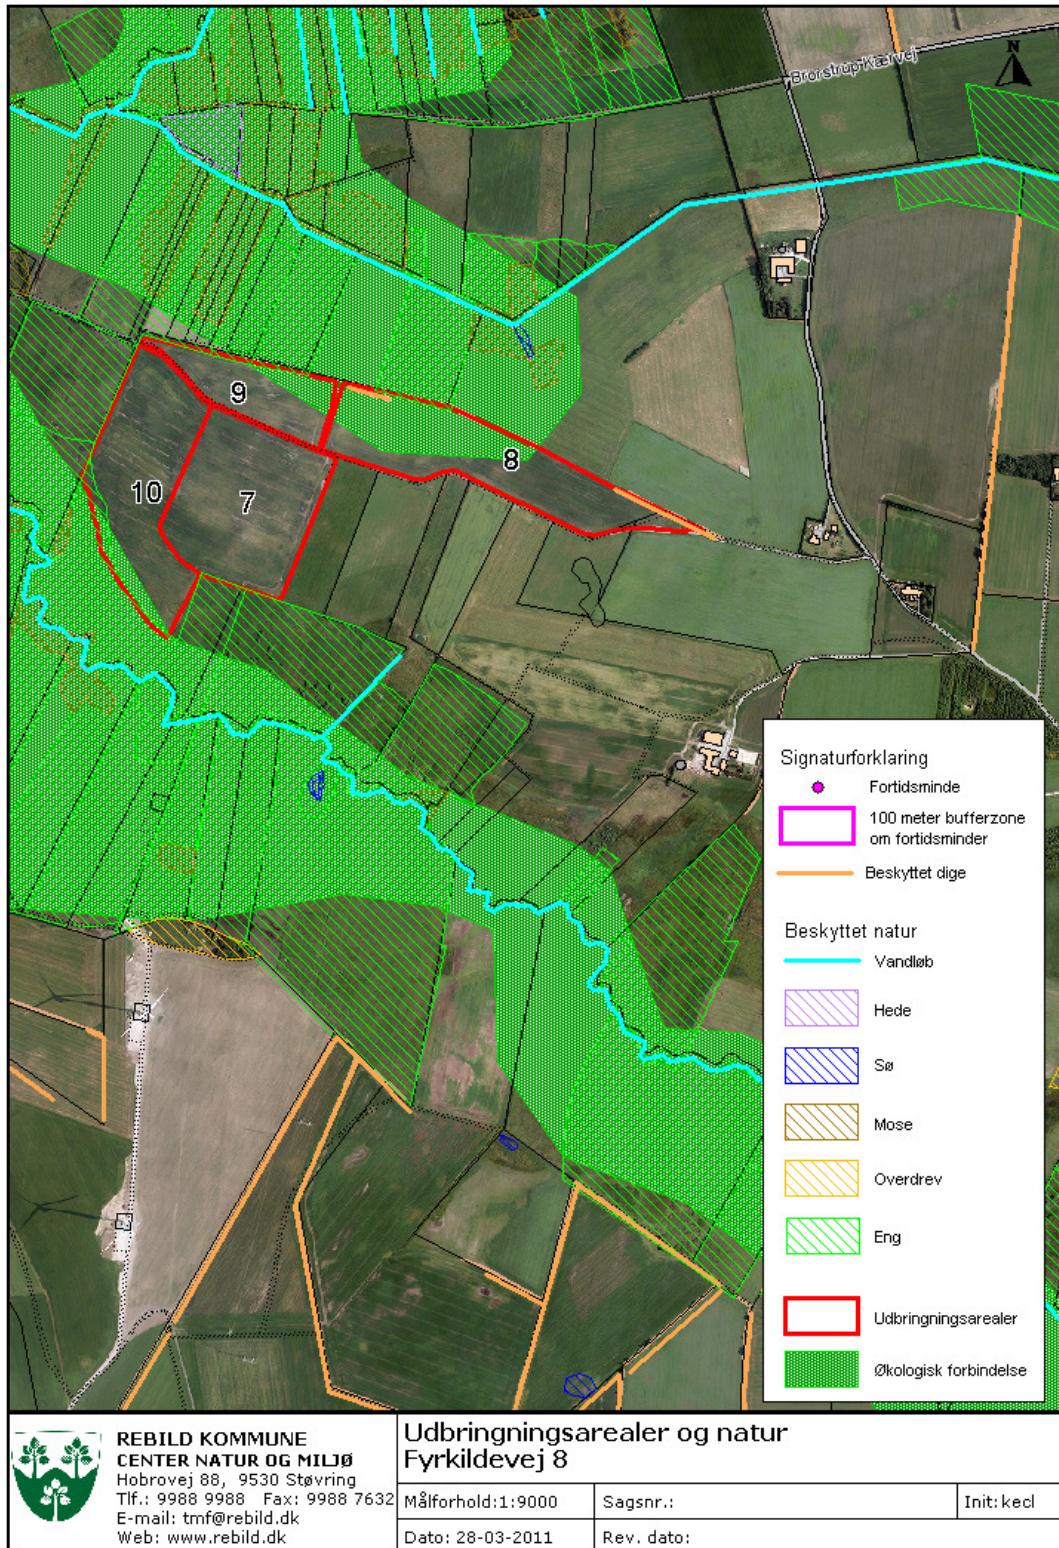 Brorstrup Kærvej
N
9
8
10
7
Signaturforklaring
Fortidsminde
100 meter bufferzone
om fortidsminder
Beskyttet dige
Beskyttet natur
Vandløb
Hede
Sø
Mose
Overdrev
Eng
Udbringningsarealer
Økologisk forbindelse
REBILD KOMMUNE
CENTER NATUR OG MILJØ
Hobrovej 88, 9530 Støvring
Tlf.: 9988 9988 Fax: 9988 7632
E-mail: tmf@rebild.dk
Web: www.rebild.dk
Udbringningsarealer og natur
Fyrkildevej 8
Målforhold:1:9000
Sagsnr.:
Init: kecl
Dato: 28-03-2011
Rev. dato: